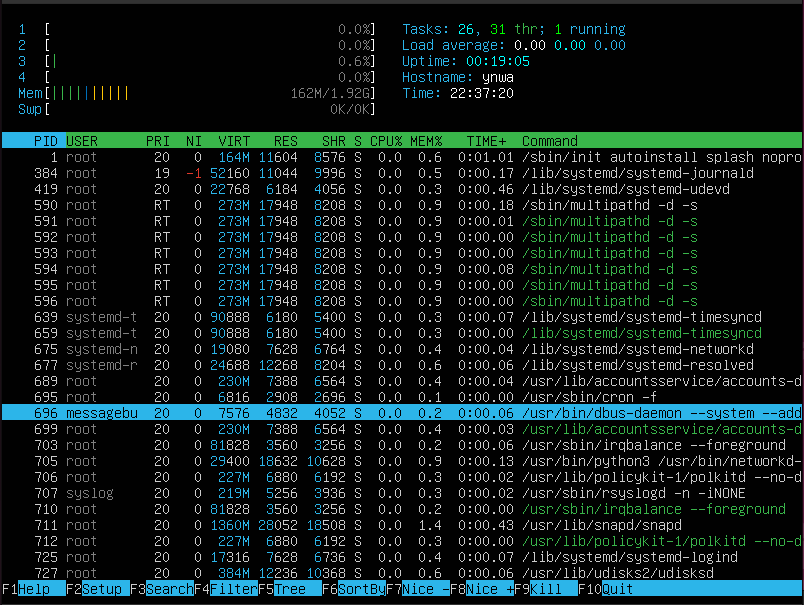 1 [ 0.0%] Tasks: 26, 31 thr; 1 running
2 [ 0.0%] Load average: 0.00 0.00 0.00
3 [| 0.6%] Uptime: 00:19:05
4 [ 0.0%] Hostname: ynwa
Mem[|||||||||| 162M/1.92G] Time: 22:37:20
Swp[ 0K/0K]
PID USER PRI NI VIRT RES SHR S CPU% MEM% TIME+ Command
1 root 20 0 164M 11604 8576 S 0.0 0.6 0:01.01 /sbin/init autoinstall splash nopro
384 root 19 -1 52160 11044 9996 S 0.0 0.5 0:00.17 /lib/systemd/systemd-journald
419 root 20 0 22768 6184 4056 S 0.0 0.3 0:00.46 /lib/systemd/systemd-udevd
590 root RT 0 273M 17948 8208 S 0.0 0.9 0:00.18 /sbin/multipathd -d -s
591 root RT 0 273M 17948 8208 S 0.0 0.9 0:00.01 /sbin/multipathd -d -s
592 root RT 0 273M 17948 8208 S 0.0 0.9 0:00.00 /sbin/multipathd -d -s
593 root RT 0 273M 17948 8208 S 0.0 0.9 0:00.00 /sbin/multipathd -d -s
594 root RT 0 273M 17948 8208 S 0.0 0.9 0:00.08 /sbin/multipathd -d -s
595 root RT 0 273M 17948 8208 S 0.0 0.9 0:00.00 /sbin/multipathd -d -s
596 root RT 0 273M 17948 8208 S 0.0 0.9 0:00.00 /sbin/multipathd -d -s
639 systemd-t 20 0 90888 6180 5400 S 0.0 0.3 0:00.07 /lib/systemd/systemd-timesyncd
659 systemd-t 20 0 90888 6180 5400 S 0.0 0.3 0:00.00 /lib/systemd/systemd-timesyncd
675 systemd-n 20 0 19080 7628 6764 S 0.0 0.4 0:00.04 /lib/systemd/systemd-networkd
677 systemd-r 20 0 24688 12268 8204 S 0.0 0.6 0:00.06 /lib/systemd/systemd-resolved
689 root 20 0 230M 7388 6564 S 0.0 0.4 0:00.04 /usr/lib/accountsservice/accounts-d
695 root 20 0 6816 2908 2696 S 0.0 0.1 0:00.00 /usr/sbin/cron -f
696 messagebu 20 0 7576 4832 4052 S 0.0 0.2 0:00.06 /usr/bin/dbus-daemon --system --add
699 root 20 0 230M 7388 6564 S 0.0 0.4 0:00.03 /usr/lib/accountsservice/accounts-d
703 root 20 0 81828 3560 3256 S 0.0 0.2 0:00.06 /usr/sbin/irqbalance --foreground
705 root 20 0 29400 18632 10628 S 0.0 0.9 0:00.13 /usr/bin/python3 /usr/bin/networkd-
706 root 20 0 227M 6880 6192 S 0.0 0.3 0:00.02 /usr/lib/policykit-1/polkitd --no-d
707 syslog 20 0 219M 5256 3936 S 0.0 0.3 0:00.02 /usr/sbin/rsyslogd -n -iNONE
710 root 20 0 81828 3560 3256 S 0.0 0.2 0:00.00 /usr/sbin/irqbalance --foreground
711 root 20 0 1360M 28052 18508 S 0.0 1.4 0:00.43 /usr/lib/snapd/snapd
712 root 20 0 227M 6880 6192 S 0.0 0.3 0:00.00 /usr/lib/policykit-1/polkitd --no-d
725 root 20 0 17316 7628 6736 S 0.0 0.4 0:00.07 /lib/systemd/systemd-logind
727 root 20 0 384M 12236 10368 S 0.0 0.6 0:00.06 /usr/lib/udisks2/udisksd
F1Help F2Setup F3SearchF4FilterF5Tree F6SortByF7Nice -F8Nice +F9Kill F10Quit